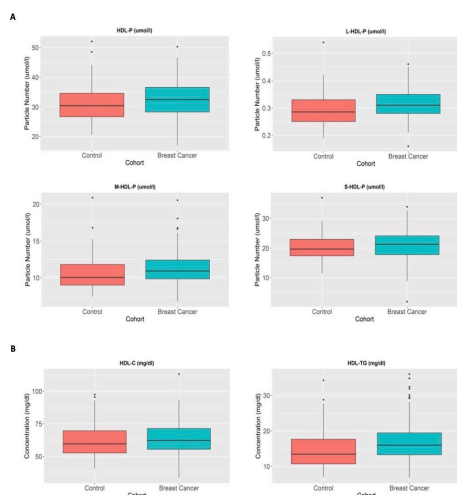 A
HDL-P (umol/l)
Particle Number (umol/l)
50
40
30
20
Control
Breast Cancer
Cohort
L-HDL-P (umol/l)
Particle Number (umol/l)
0.5
0.4
0.3
0.2
Control
Breast Cancer
Cohort
M-HDL-P (umol/l)
Particle Number (umol/l)
20
15
10
Control
Breast Cancer
Cohort
S-HDL-P (umol/l)
Particle Number (umol/l)
30
20
10
Control
Breast Cancer
Cohort
B
HDL-C (mg/dl)
Concentration (mg/dl)
100
75
50
Control
Breast Cancer
Cohort
HDL-TG (mg/dl)
Concentration (mg/dl)
30
20
10
Control
Breast Cancer
Cohort